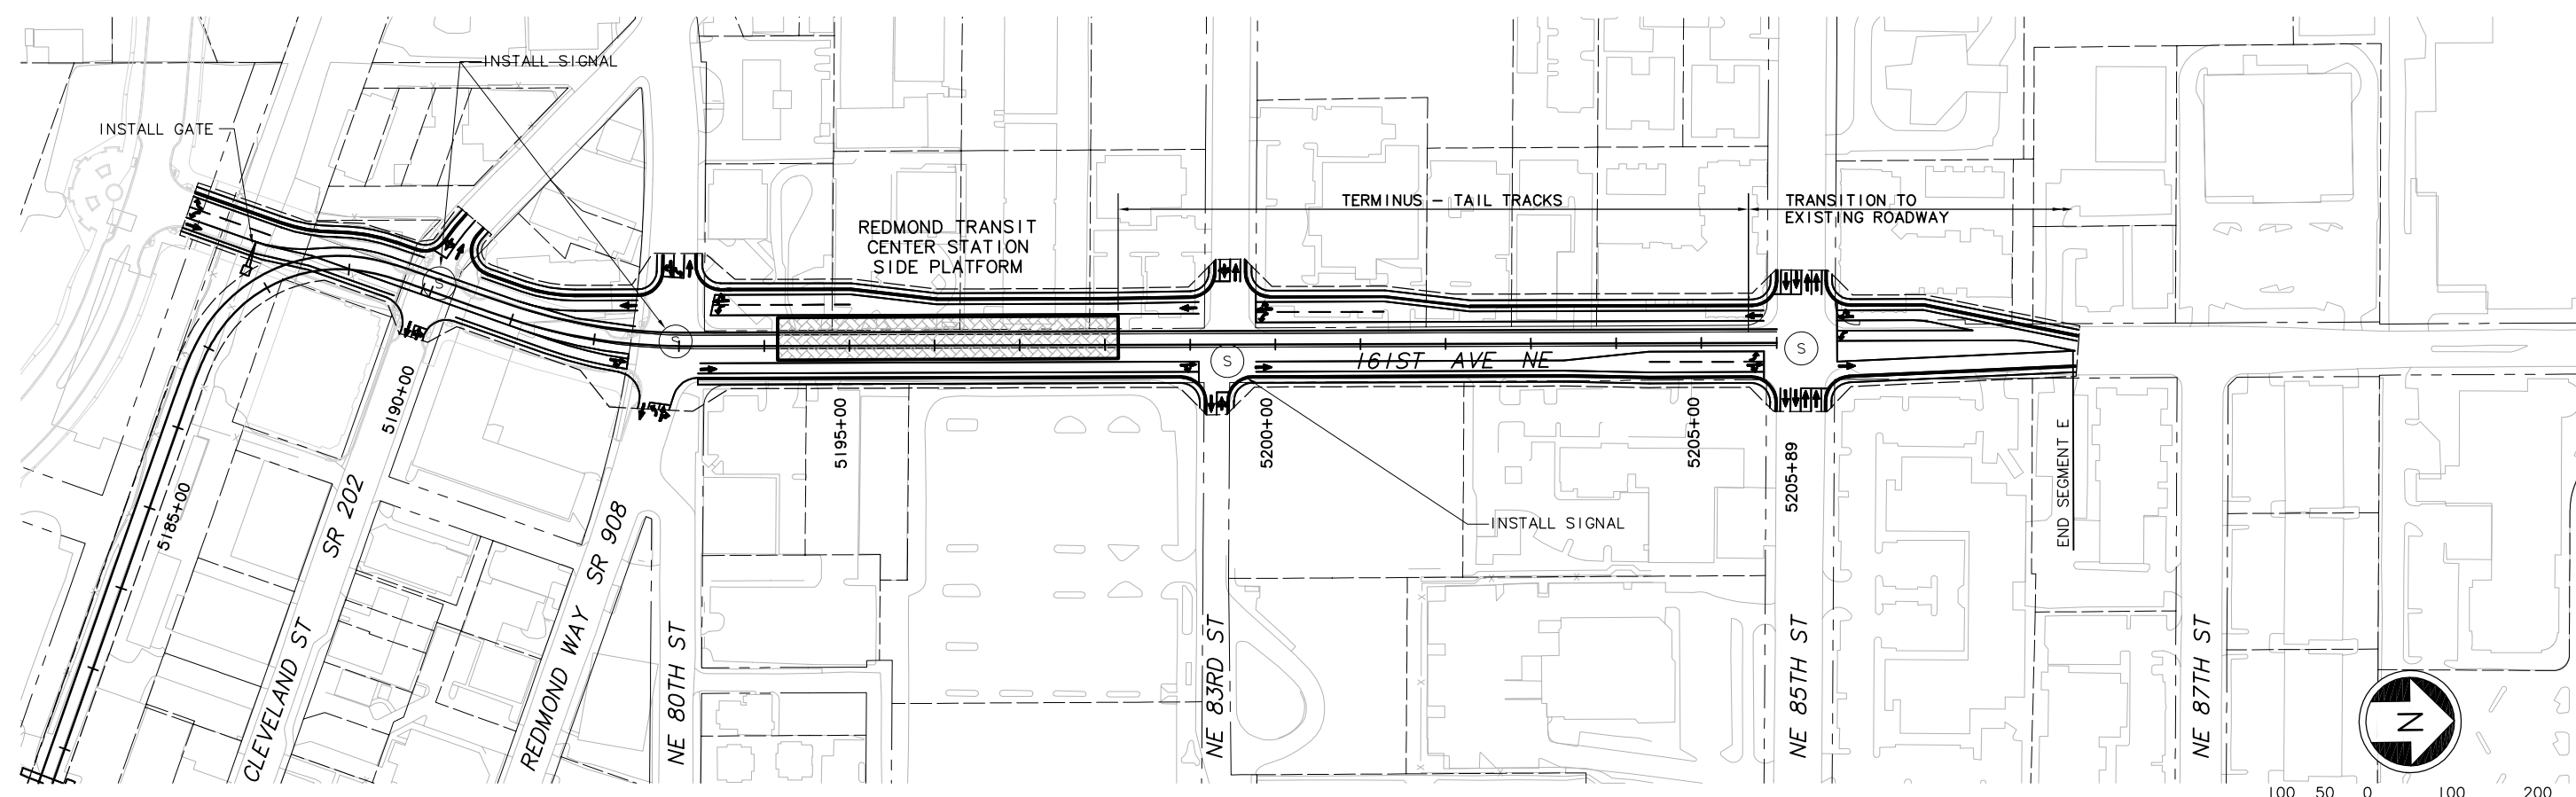 INSTALL SIGNAL
INSTALL GATE
S
S
REDMOND TRANSIT
CENTER STATION
SIDE PLATFORM
TERMINUS - TAIL TRACKS
TRANSITION TO
EXISTING ROADWAY
S
S
161ST AVE NE
5185+00
5190+00
5195+00
5200+00
5205+00
5205+89
END SEGMENT E
INSTALL SIGNAL
CLEVELAND ST
SR 202
REDMOND WAY SR 908
NE 80TH ST
NE 83RD ST
NE 85TH ST
NE 87TH ST
N
100 50 0 100 200